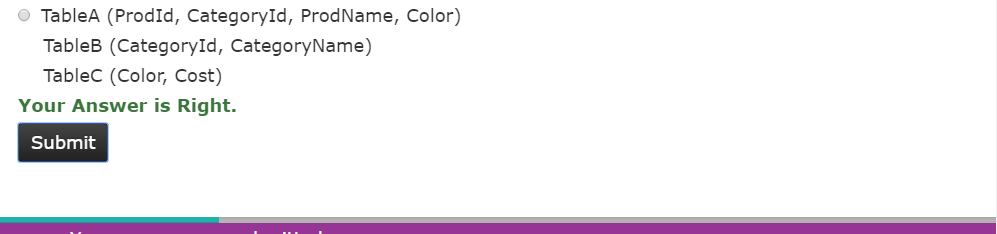 TableA (ProdId, CategoryId, ProdName, Color)
TableB (CategoryId, CategoryName)
TableC (Color, Cost)
Your Answer is Right.
Submit